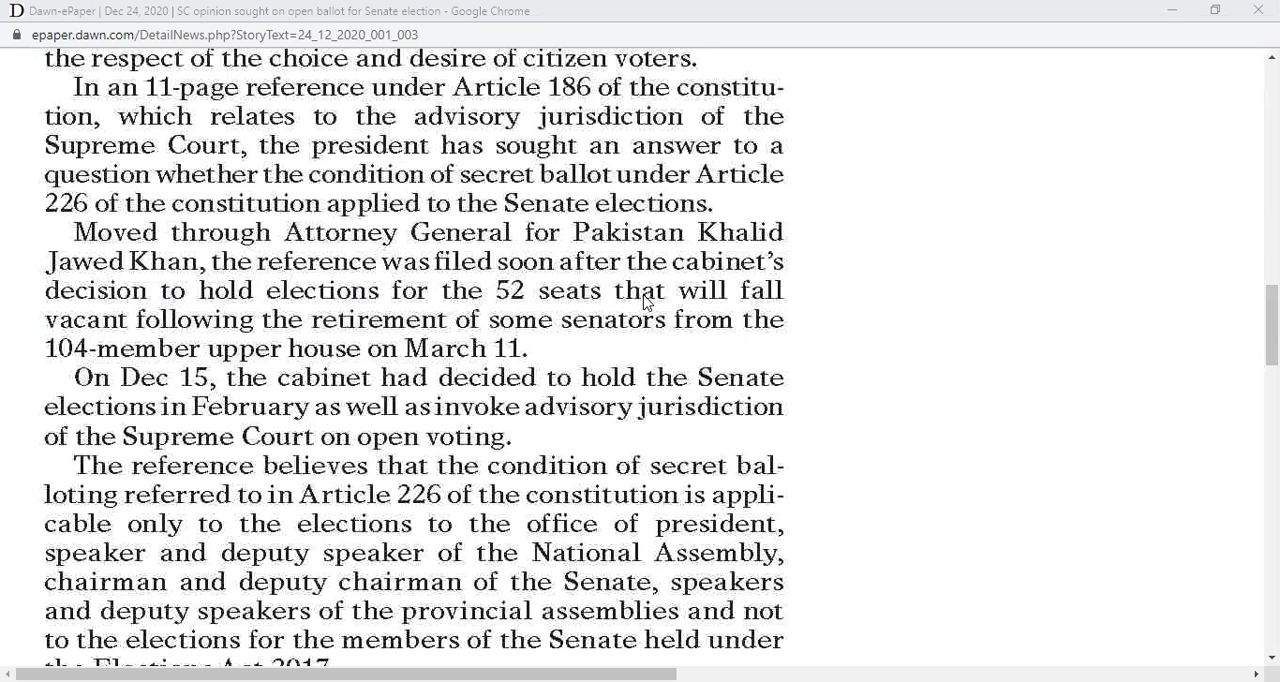 D Dawn-ePaper | Dec 24, 2020 | SC opinion sought on open ballot for Senate election - Google Chrome
epaper.dawn.com/DetailNews.php?StoryText=24_12_2020_001_003
the respect of the choice and desire of citizen voters.
In an 11-page reference under Article 186 of the constitu-
tion, which relates to the advisory jurisdiction of the
Supreme Court, the president has sought an answer to a
question whether the condition of secret ballot under Article
226 of the constitution applied to the Senate elections.
Moved through Attorney General for Pakistan Khalid
Jawed Khan, the reference was filed soon after the cabinet's
decision to hold elections for the 52 seats that will fall
vacant following the retirement of some senators from the
104-member upper house on March 11.
On Dec 15, the cabinet had decided to hold the Senate
elections in February as well as invoke advisory jurisdiction
of the Supreme Court on open voting.
The reference believes that the condition of secret bal-
loting referred to in Article 226 of the constitution is appli-
cable only to the elections to the office of president,
speaker and deputy speaker of the National Assembly,
chairman and deputy chairman of the Senate, speakers
and deputy speakers of the provincial assemblies and not
to the elections for the members of the Senate held under
the Elections Act 2017